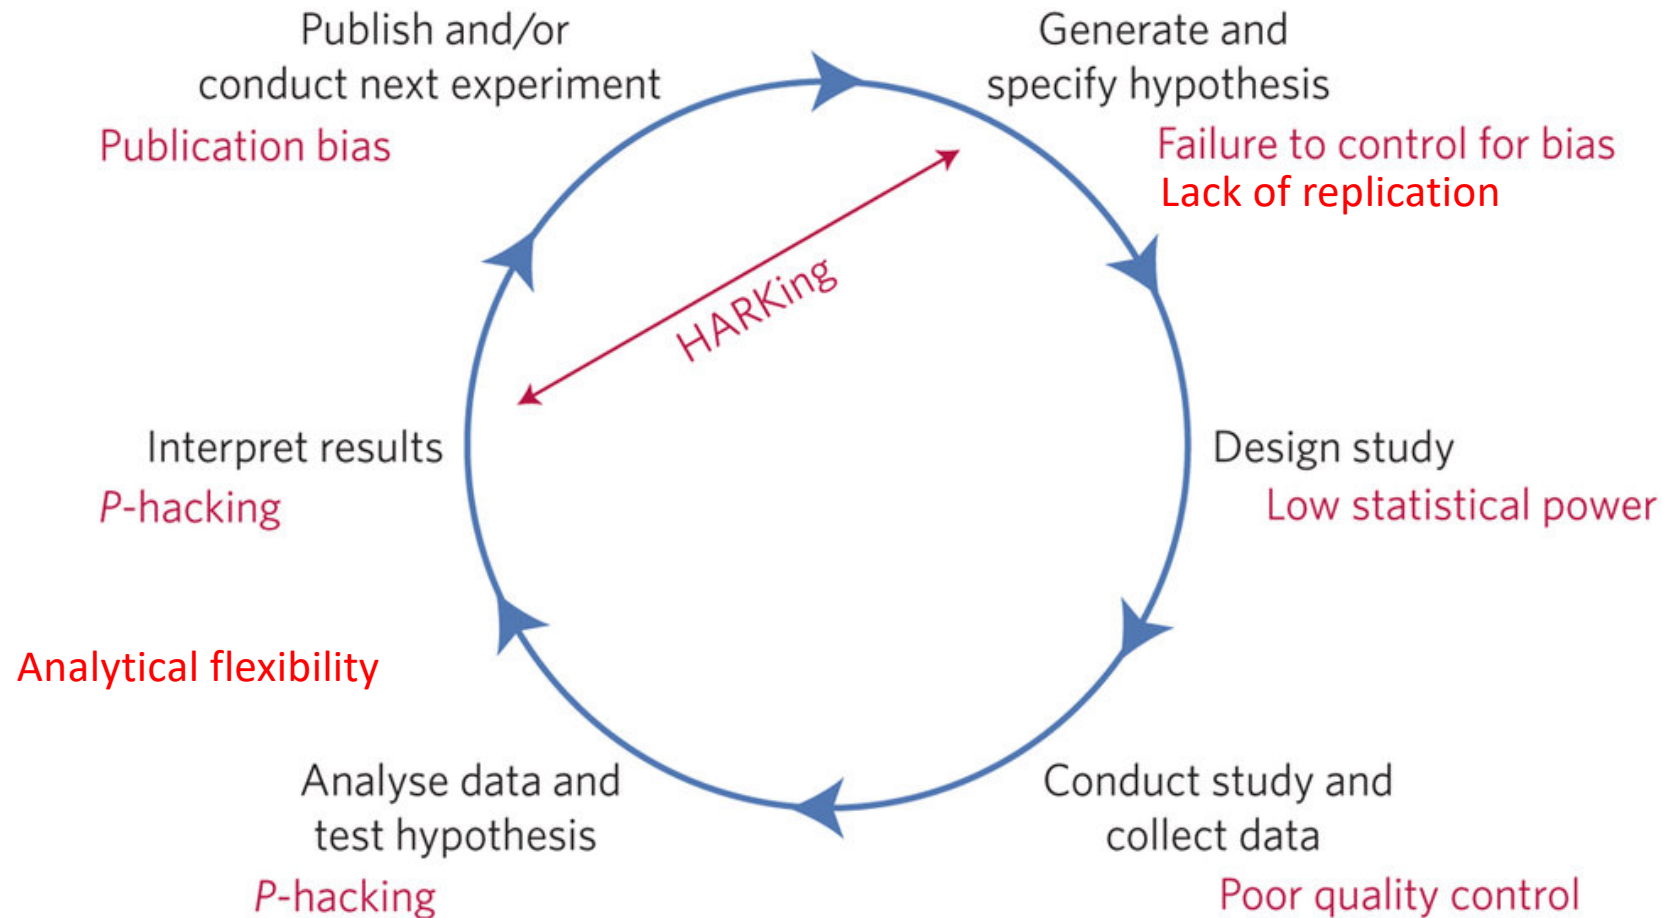 Publish and/or
conduct next experiment
Publication bias
Generate and
specify hypothesis
Failure to control for bias
Lack of replication
HARKing
Interpret results
P-hacking
Design study
Low statistical power
Analytical flexibility
Analyse data and
test hypothesis
P-hacking
Conduct study and
collect data
Poor quality control